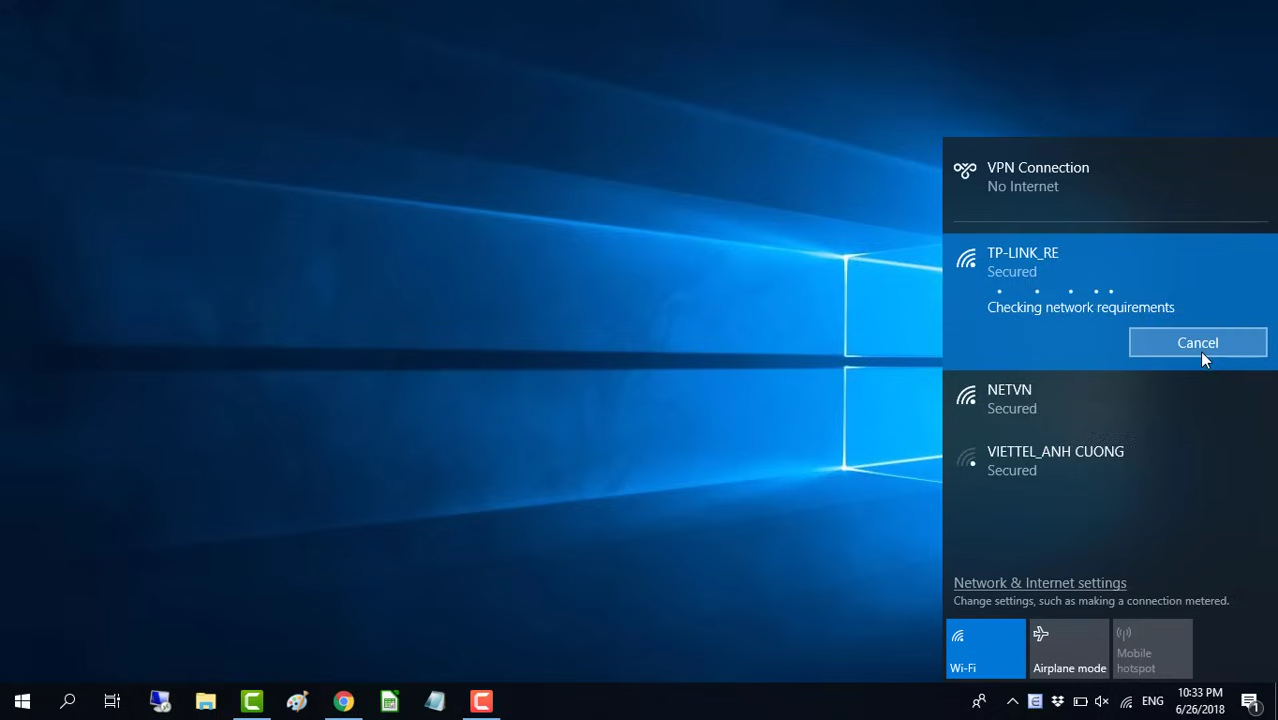 VPN Connection
No Internet
TP-LINK_RE
Secured
Checking network requirements
Cancel
NETVN
Secured
VIETTEL_ANH CUONG
Secured
Network & Internet settings
Change settings, such as making a connection metered.
Wi-Fi
Airplane mode
Mobile
hotspot
ENG
10:33 PM
6/26/2018
1